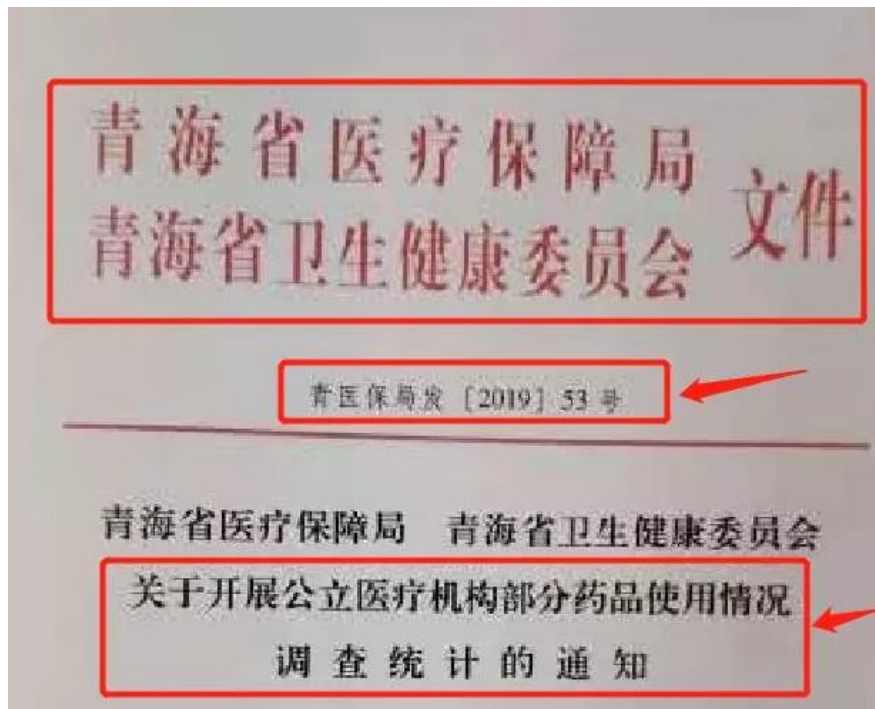 青海省医疗保障局
青海省卫生健康委员会
文件
青医保局发〔2019〕53号
青海省医疗保障局 青海省卫生健康委员会
关于开展公立医疗机构部分药品使用情况
调查统计的通知